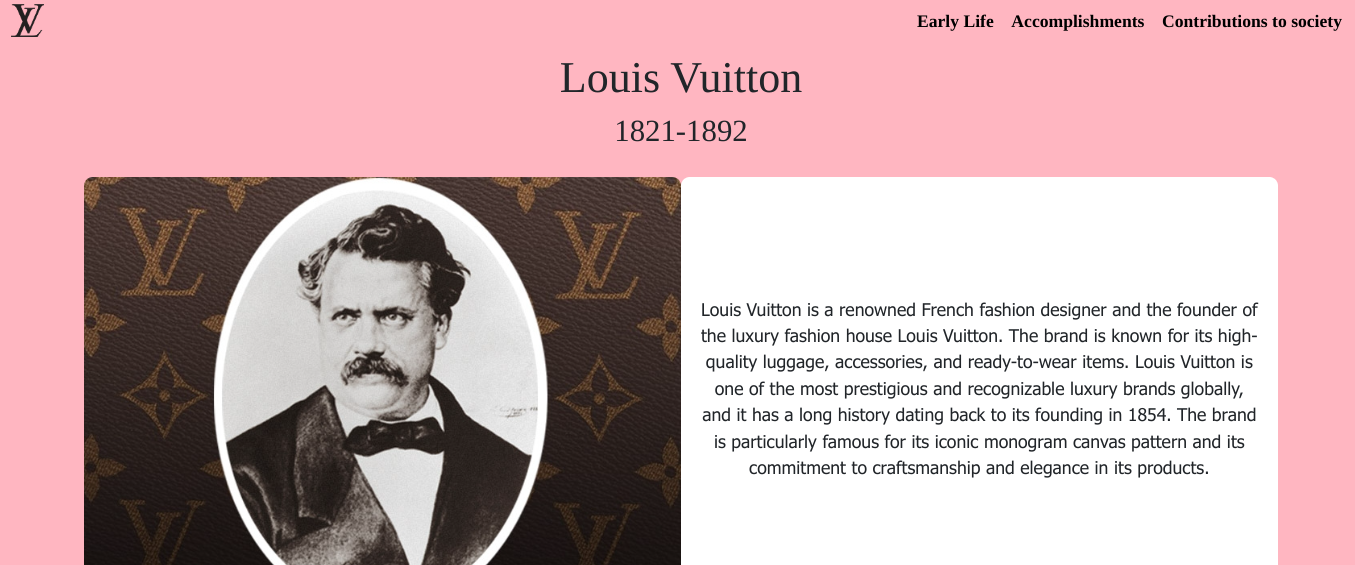 LV
Early Life Accomplishments Contributions to society
Louis Vuitton
1821-1892
LV LV
LV LV
Louis Vuitton is a renowned French fashion designer and the founder of
the luxury fashion house Louis Vuitton. The brand is known for its high-
quality luggage, accessories, and ready-to-wear items. Louis Vuitton is
one of the most prestigious and recognizable luxury brands globally,
and it has a long history dating back to its founding in 1854. The brand
is particularly famous for its iconic monogram canvas pattern and its
commitment to craftsmanship and elegance in its products.